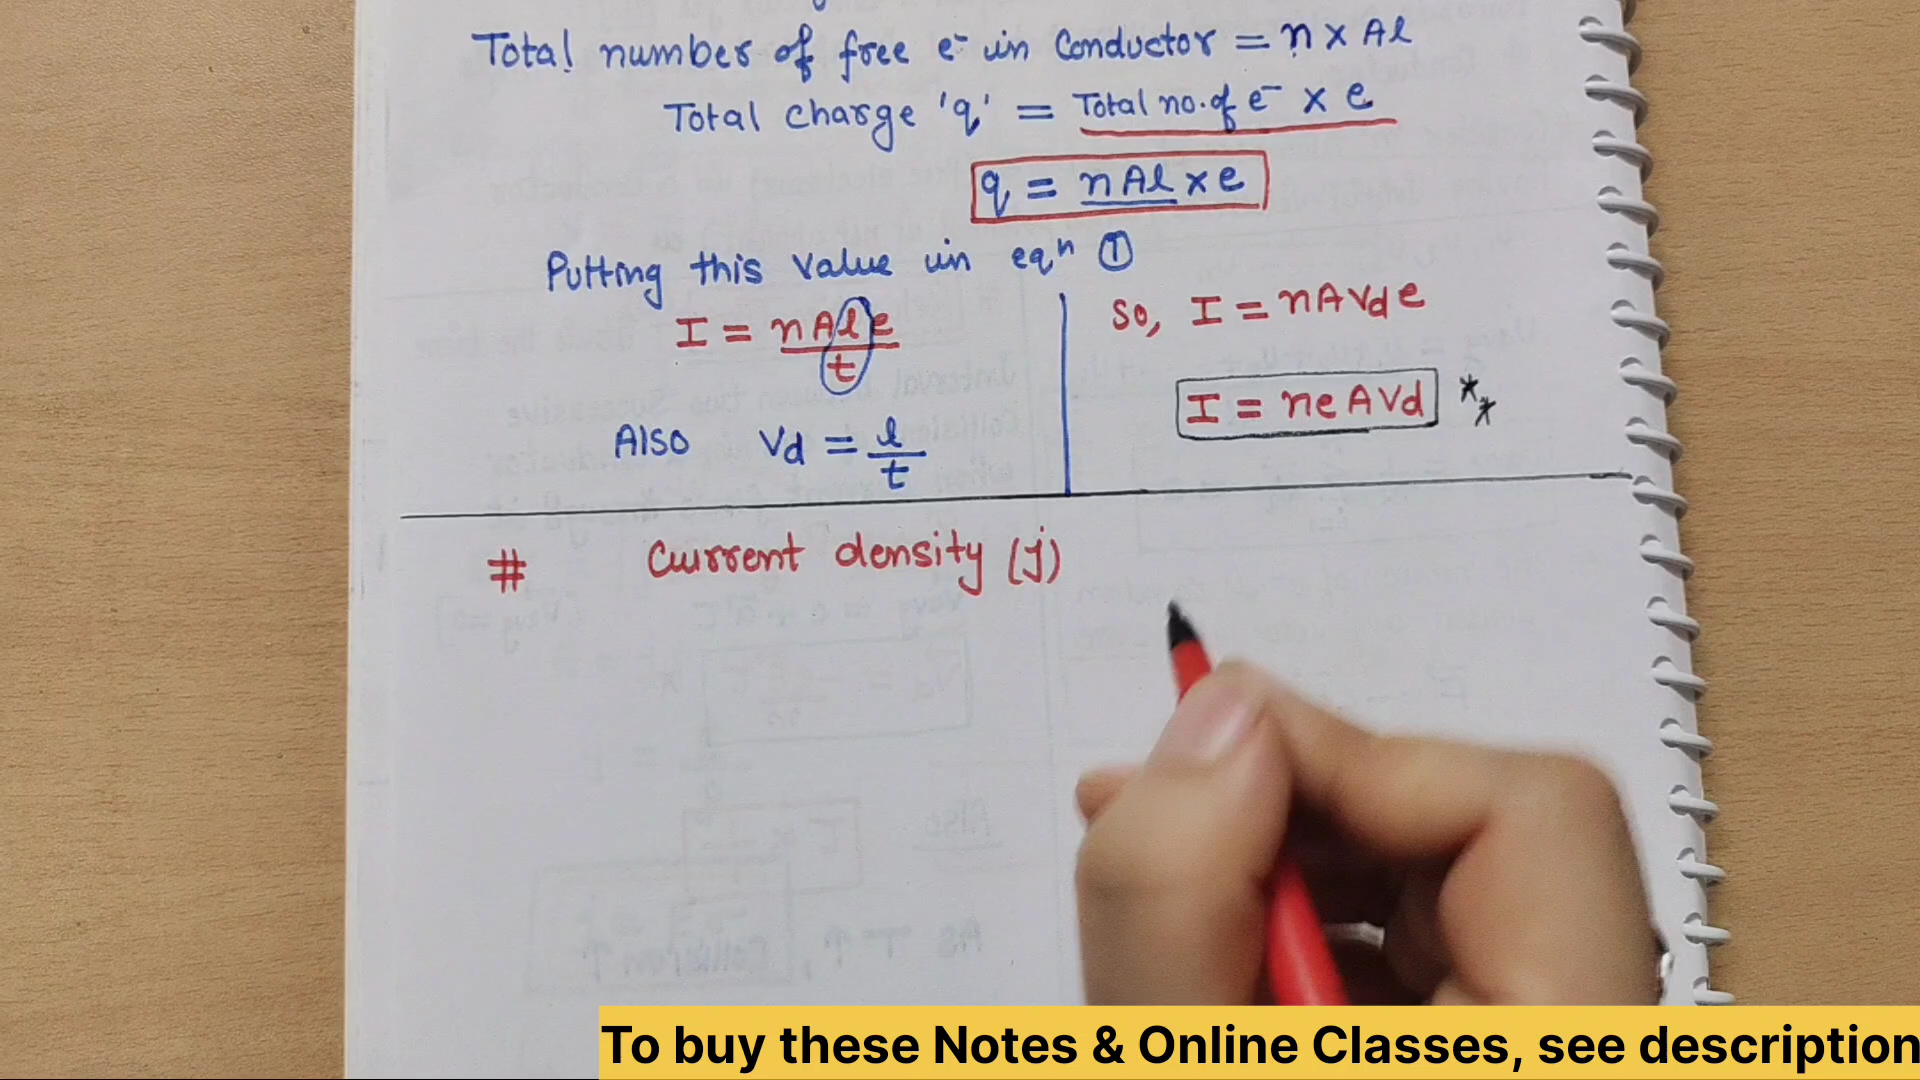 Total number of free e⁻ in Conductor = n × Al
Total charge 'q' = Total no. of e⁻ × e
q = nAl × e
Putting this value in eqⁿ ①
I = nAle/t
Also Vd = l/t
So, I = nAVde
I = neAVd **
# Current density (j)
To buy these Notes & Online Classes, see description